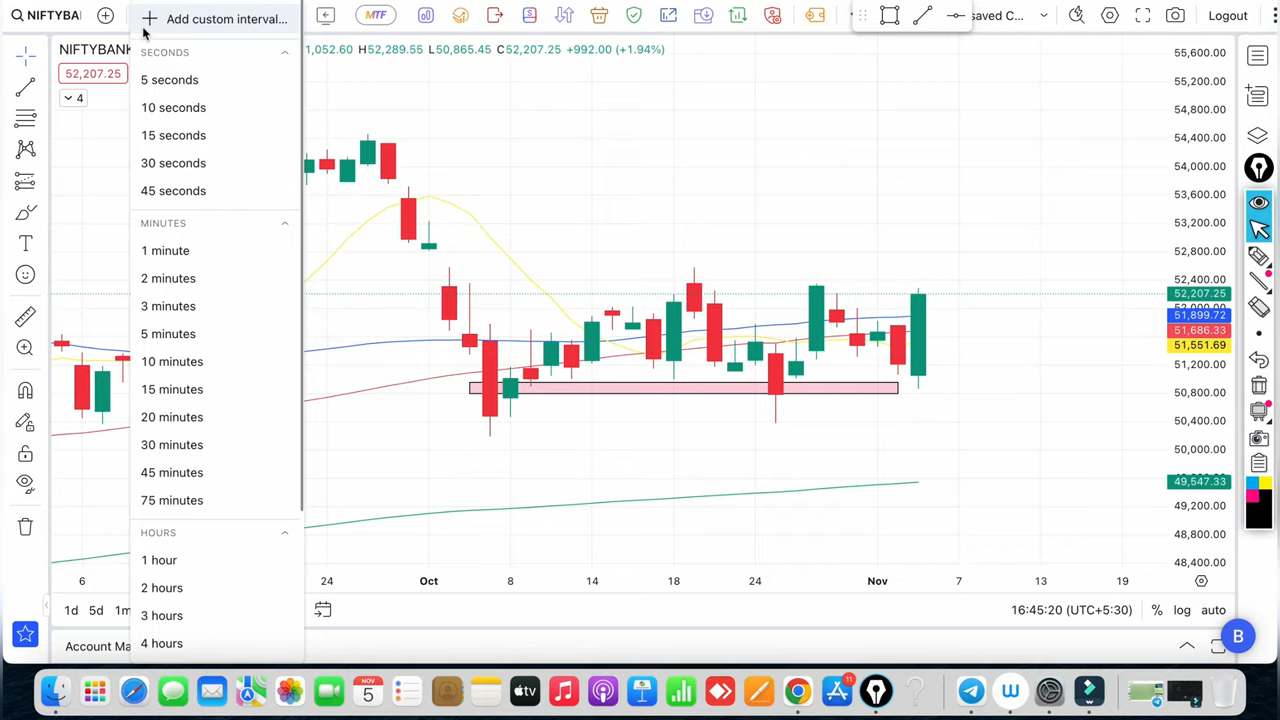 NIFTYBAN
Add custom interval...
MTF
saved C...
Logout
NIFTYBANK
1,052.60 H52,289.55 L50,865.45 C52,207.25 +992.00 (+1.94%)
52,207.25
4
SECONDS
5 seconds
10 seconds
15 seconds
30 seconds
45 seconds
MINUTES
1 minute
2 minutes
3 minutes
5 minutes
10 minutes
15 minutes
20 minutes
30 minutes
45 minutes
75 minutes
HOURS
1 hour
2 hours
3 hours
4 hours
55,600.00
55,200.00
54,800.00
54,400.00
54,000.00
53,600.00
53,200.00
52,800.00
52,400.00
52,207.25
52,000.00
51,899.72
51,686.33
51,551.69
51,200.00
50,800.00
50,400.00
50,000.00
49,547.33
49,200.00
48,800.00
48,400.00
6 24 Oct 8 14 18 24 Nov 7 13 19
1d 5d 1m
16:45:20 (UTC+5:30) % log auto
Account Ma
B
NOV
5
tv
11
W